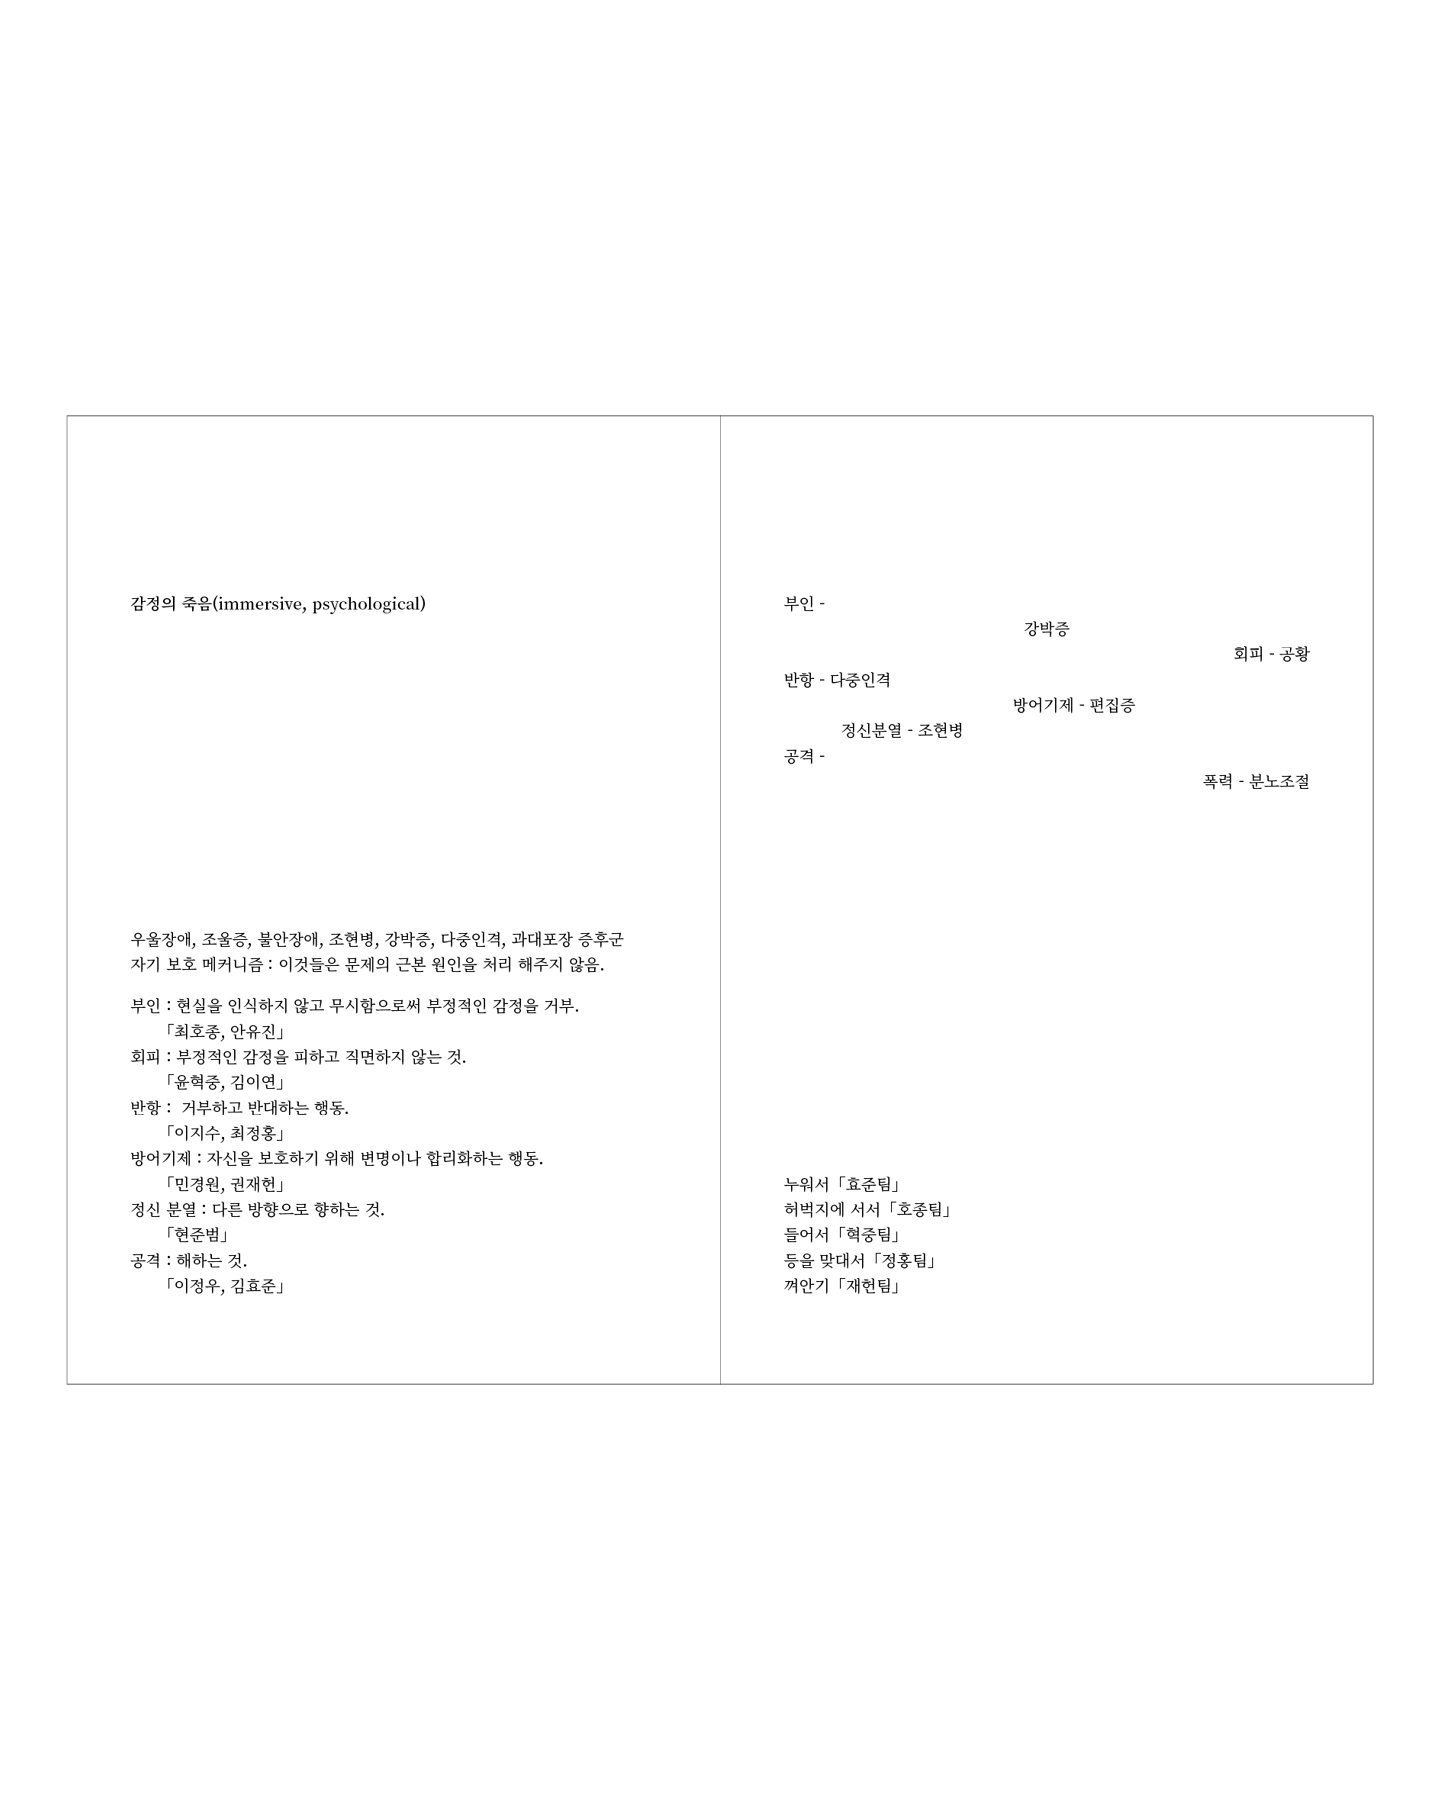 감정의 죽음(immersive, psychological)
우울장애, 조울증, 불안장애, 조현병, 강박증, 다중인격, 과대포장 증후군
자기 보호 메커니즘 : 이것들은 문제의 근본 원인을 처리 해주지 않음.
부인 : 현실을 인식하지 않고 무시함으로써 부정적인 감정을 거부.
「최호종, 안유진」
회피 : 부정적인 감정을 피하고 직면하지 않는 것.
「윤혁중, 김이연」
반항 :  거부하고 반대하는 행동.
「이지수, 최정홍」
방어기제 : 자신을 보호하기 위해 변명이나 합리화하는 행동.
「민경원, 권재헌」
정신 분열 : 다른 방향으로 향하는 것.
「현준범」
공격 : 해하는 것.
「이정우, 김효준」
부인 -
강박증
회피 - 공황
반항 - 다중인격
방어기제 - 편집증
정신분열 - 조현병
공격 -
폭력 - 분노조절
누워서「효준팀」
허벅지에 서서「호종팀」
들어서「혁중팀」
등을 맞대서「정홍팀」
껴안기「재헌팀」